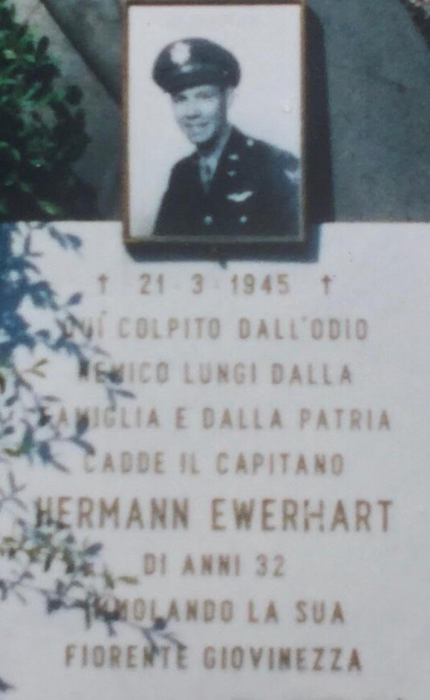 † 21 3 1945 †
QUÍ COLPITO DALL'ODIO
NEMICO LUNGI DALLA
FAMIGLIA E DALLA PATRIA
CADDE IL CAPITANO
HERMANN EWERHART
DI ANNI 32
IMMOLANDO LA SUA
FIORENTE GIOVINEZZA